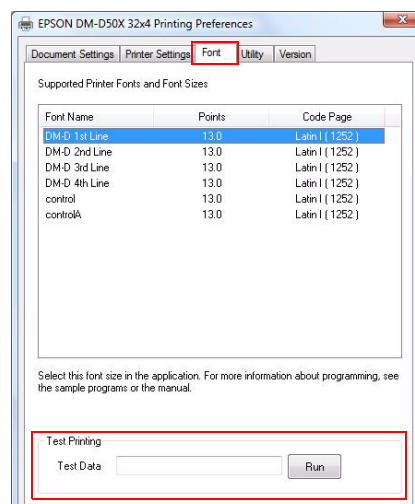 EPSON DM-D50X 32x4 Printing Preferences
Document Settings Printer Settings Font Utility Version
Supported Printer Fonts and Font Sizes
Font Name Points Code Page
DM-D 1st Line 13.0 Latin I ( 1252 )
DM-D 2nd Line 13.0 Latin I ( 1252 )
DM-D 3rd Line 13.0 Latin I ( 1252 )
DM-D 4th Line 13.0 Latin I ( 1252 )
control 13.0 Latin I ( 1252 )
controlA 13.0 Latin I ( 1252 )
Select this font size in the application. For more information about programming, see
the sample programs or the manual.
Test Printing
Test Data Run